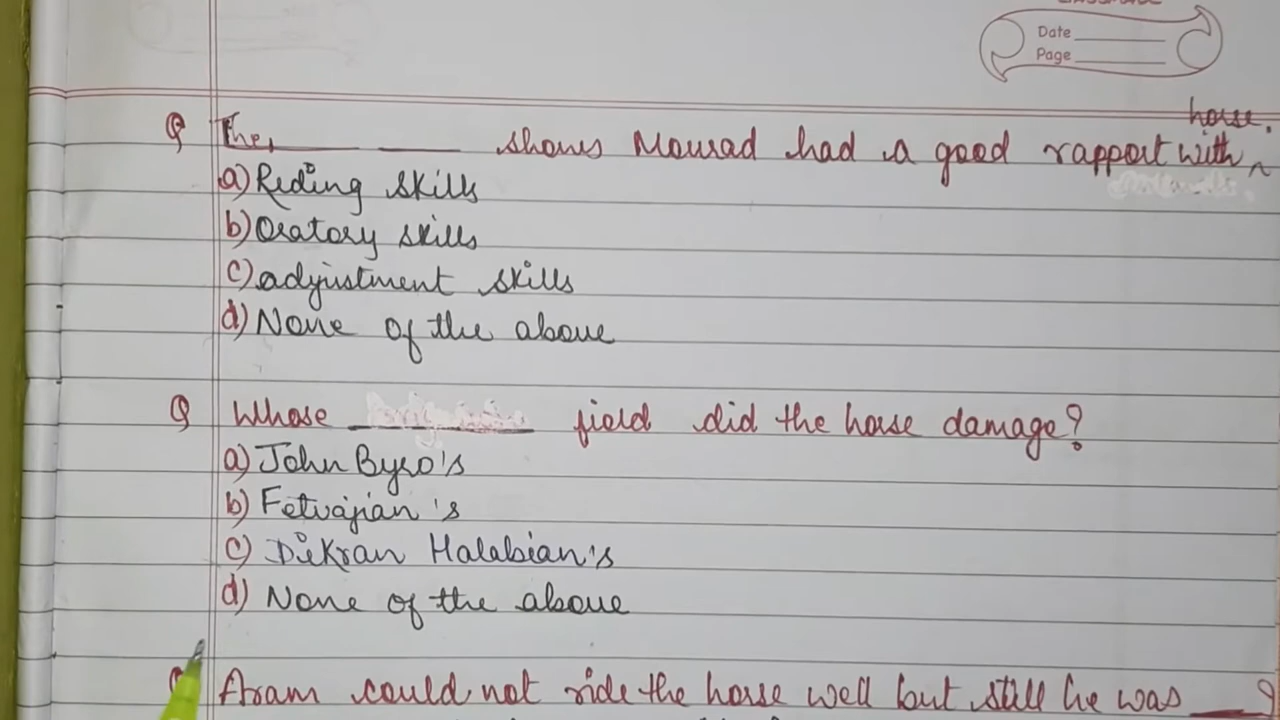 Date
Page
horse.
Q The, ____ ____ shows Mourad had a good rapport with ^
a) Riding skills
b) Oratory skills
c) adjustment skills
d) None of the above
Q Whose ____ field did the horse damage?
a) John Byro's
b) Fetvajian's
c) Dikran Halabian's
d) None of the above
Q Aram could not ride the horse well but still he was ___?